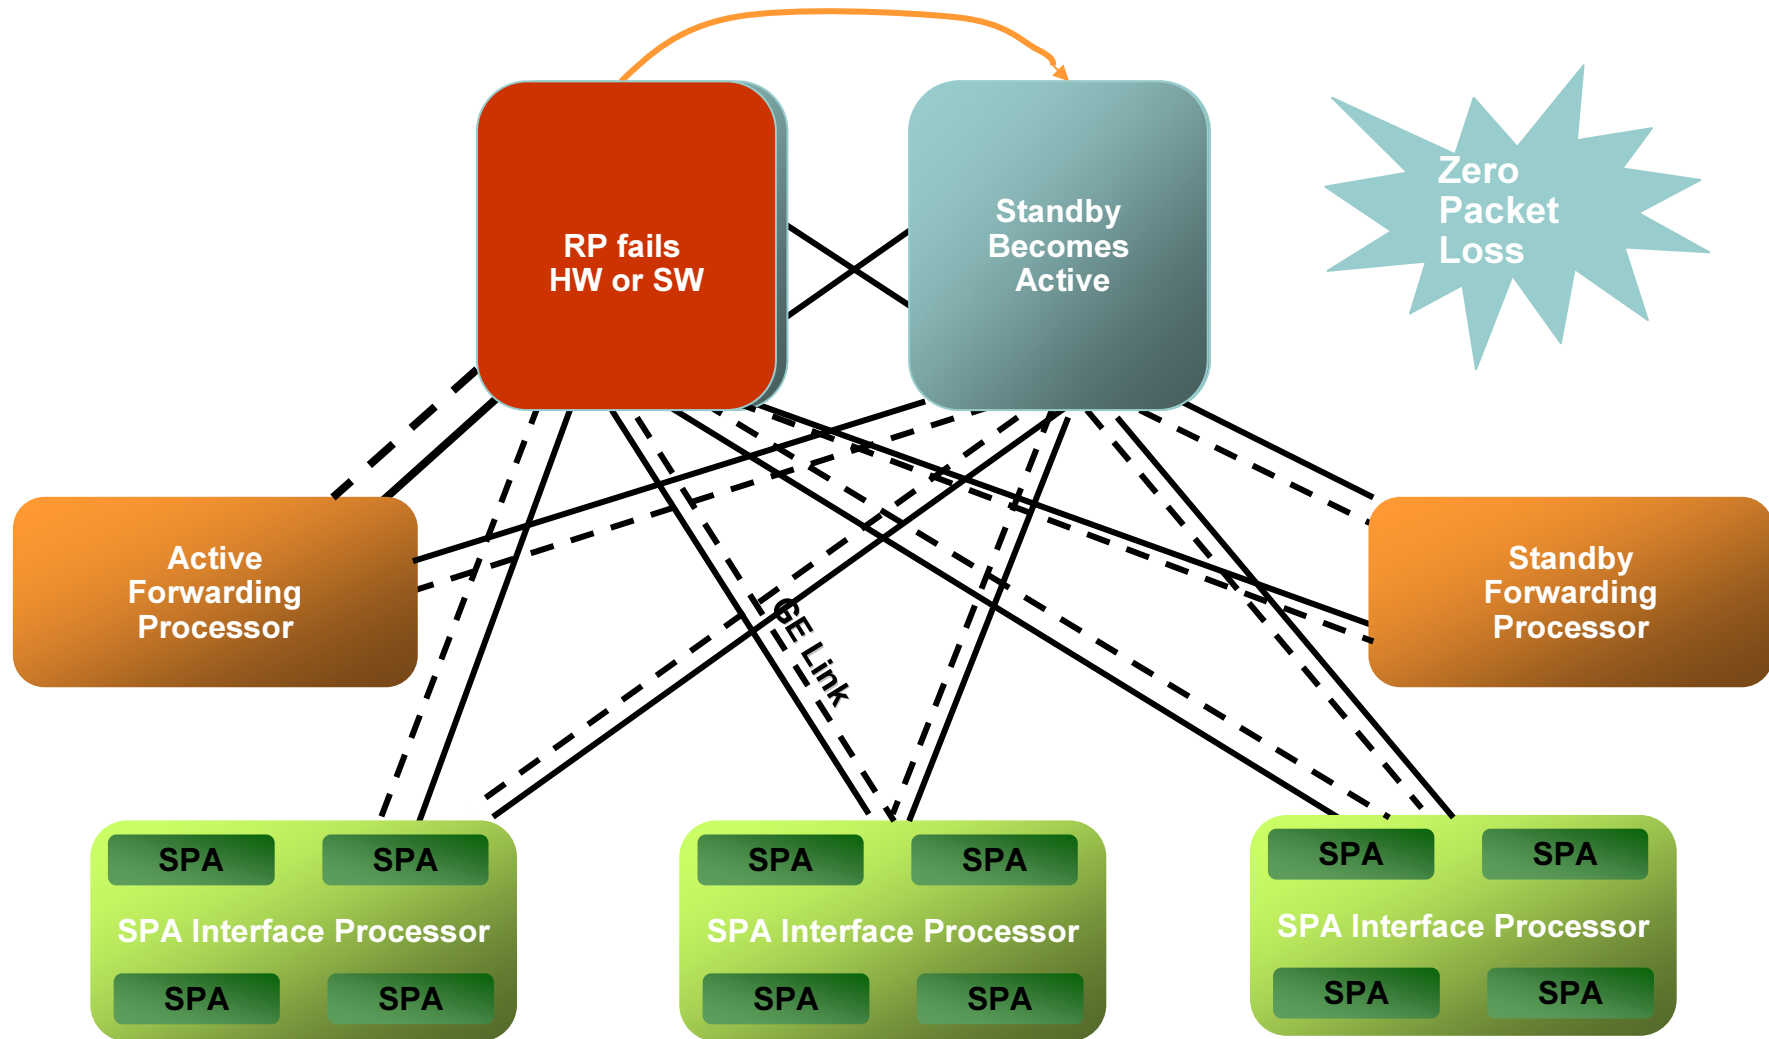 RP fails
HW or SW
Standby
Becomes
Active
Zero
Packet
Loss
Active
Forwarding
Processor
Standby
Forwarding
Processor
GE Link
SPA
SPA
SPA Interface Processor
SPA
SPA
SPA
SPA
SPA Interface Processor
SPA
SPA
SPA
SPA
SPA Interface Processor
SPA
SPA